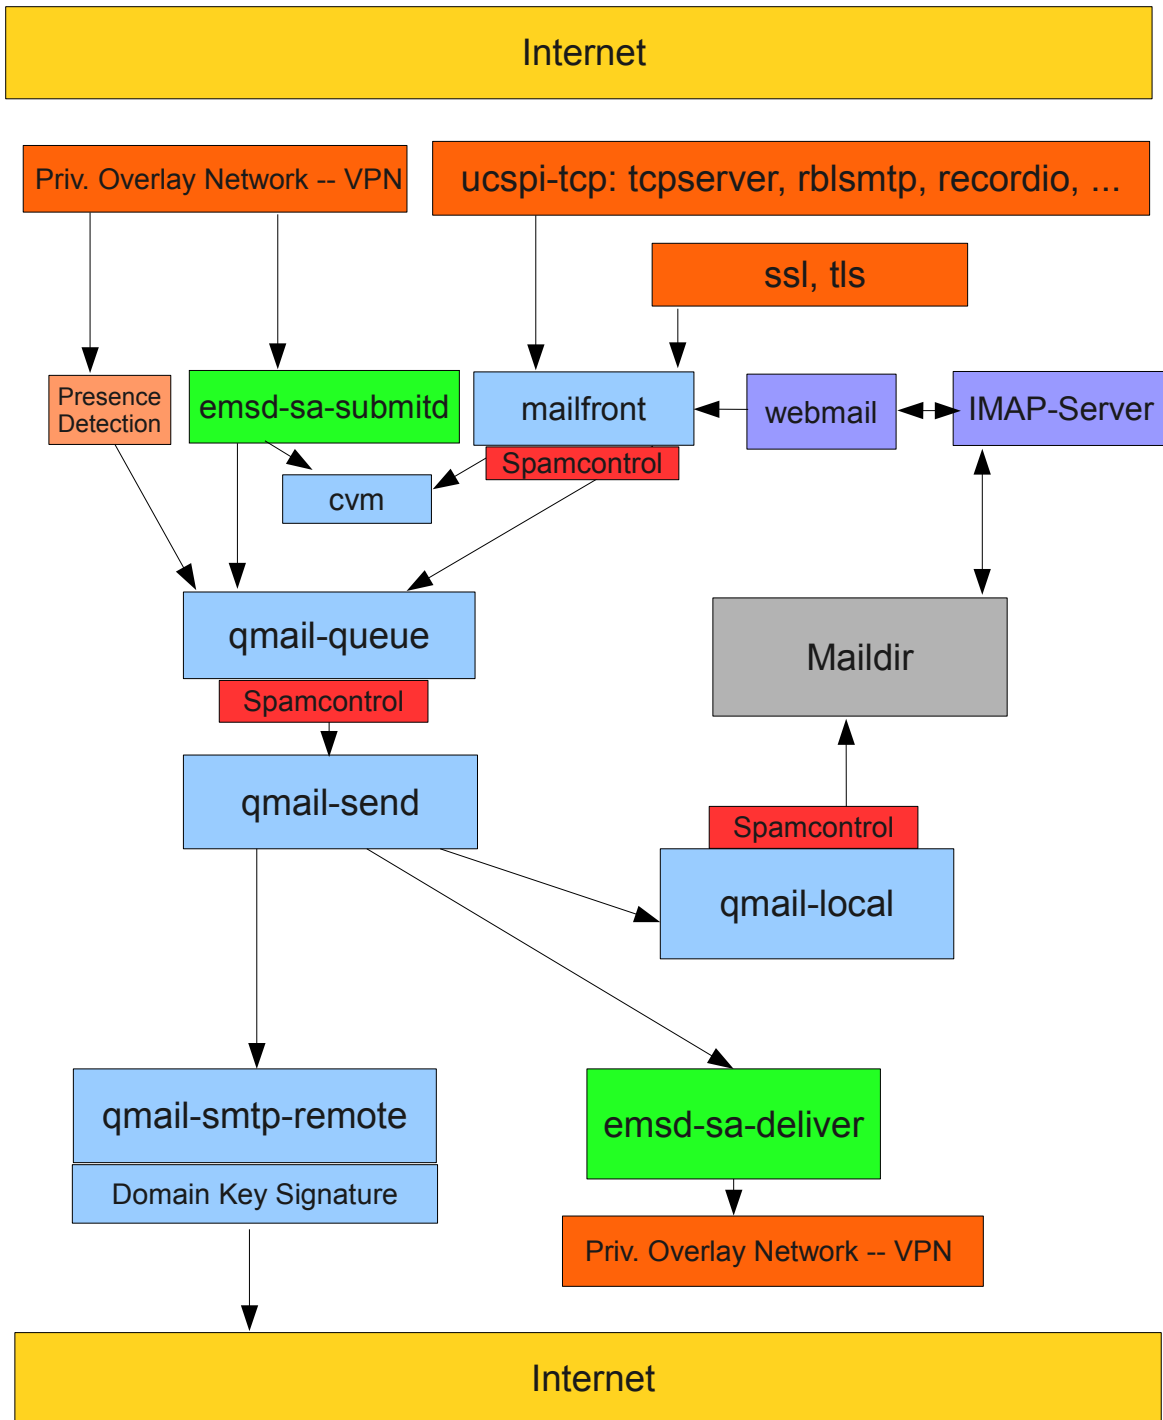 Internet
Priv. Overlay Network -- VPN
ucspi-tcp: tcpserver, rblsmtp, recordio, ...
ssl, tls
Presence
Detection
emsd-sa-submitd
mailfront
webmail
IMAP-Server
Spamcontrol
cvm
qmail-queue
Maildir
Spamcontrol
qmail-send
Spamcontrol
qmail-local
qmail-smtp-remote
emsd-sa-deliver
Domain Key Signature
Priv. Overlay Network -- VPN
Internet